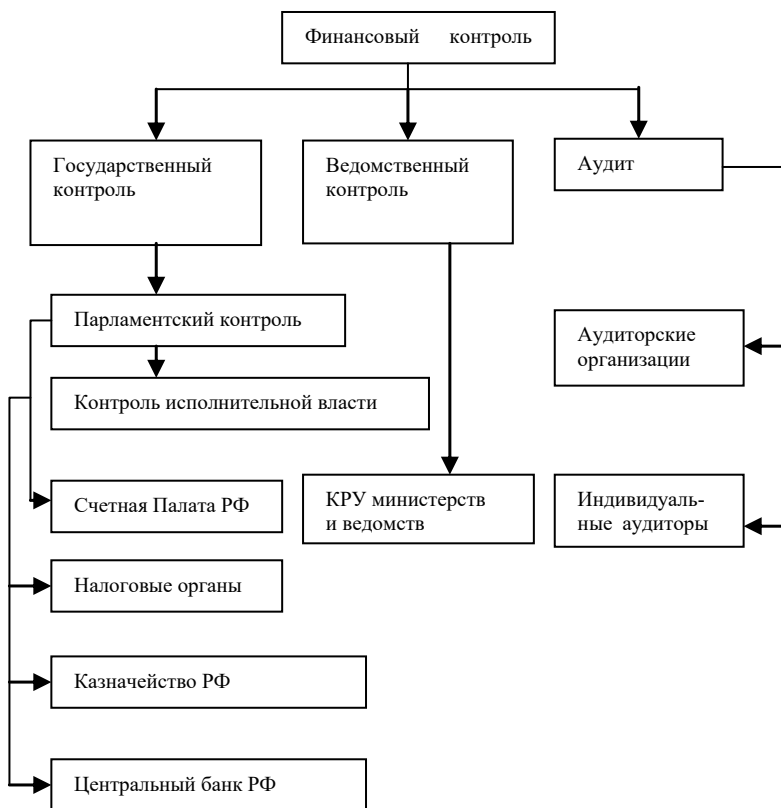 Финансовый контроль
Государственный
контроль
Ведомственный
контроль
Аудит
Парламентский контроль
Аудиторские
организации
Контроль исполнительной власти
Счетная Палата РФ
КРУ министерств
и ведомств
Индивидуаль-
ные аудиторы
Налоговые органы
Казначейство РФ
Центральный банк РФ